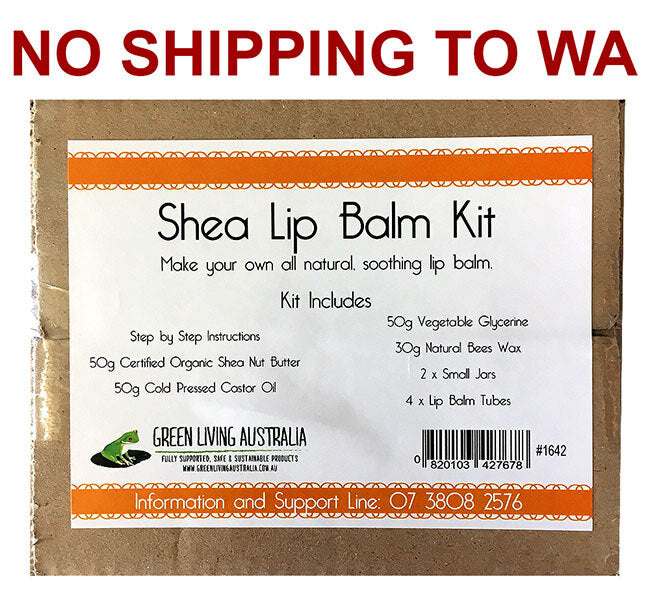 NO SHIPPING TO WA
Shea Lip Balm Kit
Make your own all natural, soothing lip balm.
Kit Includes
Step by Step Instructions
50g Certified Organic Shea Nut Butter
50g Cold Pressed Castor Oil
50g Vegetable Glycerine
30g Natural Bees Wax
2 x Small Jars
4 x Lip Balm Tubes
GREEN LIVING AUSTRALIA
FULLY SUPPORTED, SAFE & SUSTAINABLE PRODUCTS
WWW.GREENLIVINGAUSTRALIA.COM.AU
0 820103 427678
#1642
Information and Support Line: 07 3808 2576